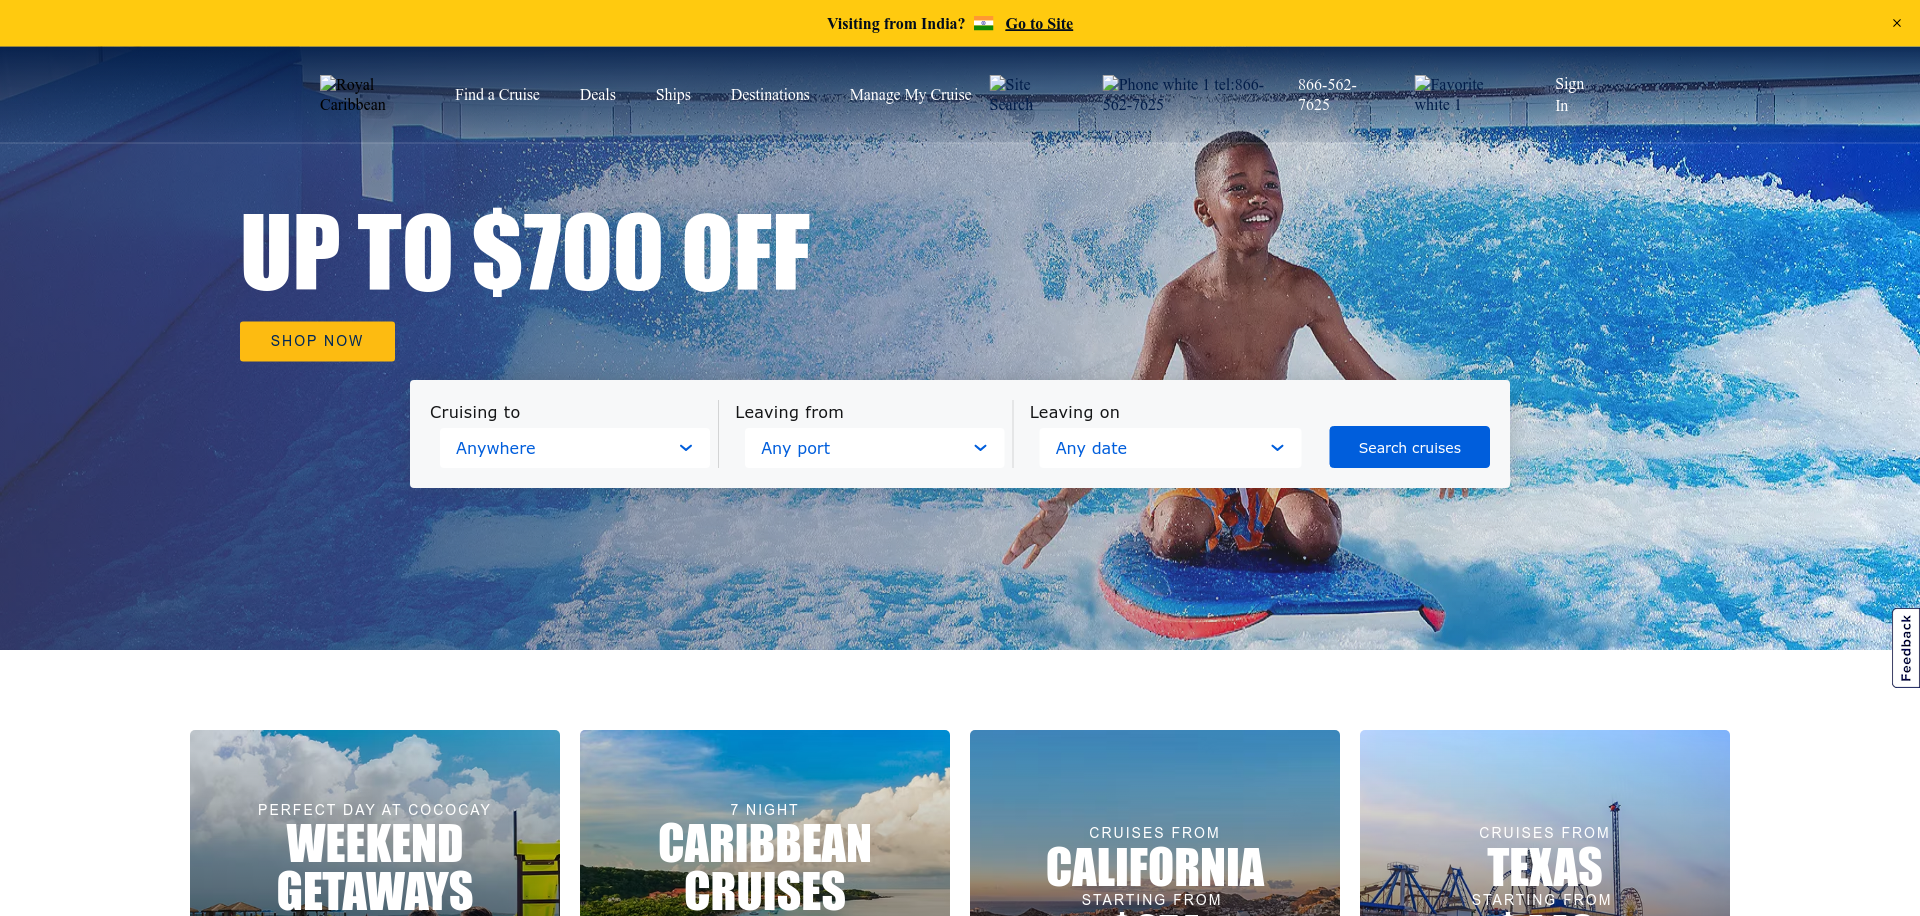 Visiting from India? Go to Site ×
Royal
Caribbean
Find a Cruise
Deals
Ships
Destinations
Manage My Cruise
Site
Search
Phone white 1 tel:866-
562-7625
866-562-
7625
Favorite
white 1
Sign
In
UP TO $700 OFF
SHOP NOW
Cruising to
Anywhere
Leaving from
Any port
Leaving on
Any date
Search cruises
Feedback
PERFECT DAY AT COCOCAY
WEEKEND
GETAWAYS
7 NIGHT
CARIBBEAN
CRUISES
CRUISES FROM
CALIFORNIA
STARTING FROM
CRUISES FROM
TEXAS
STARTING FROM